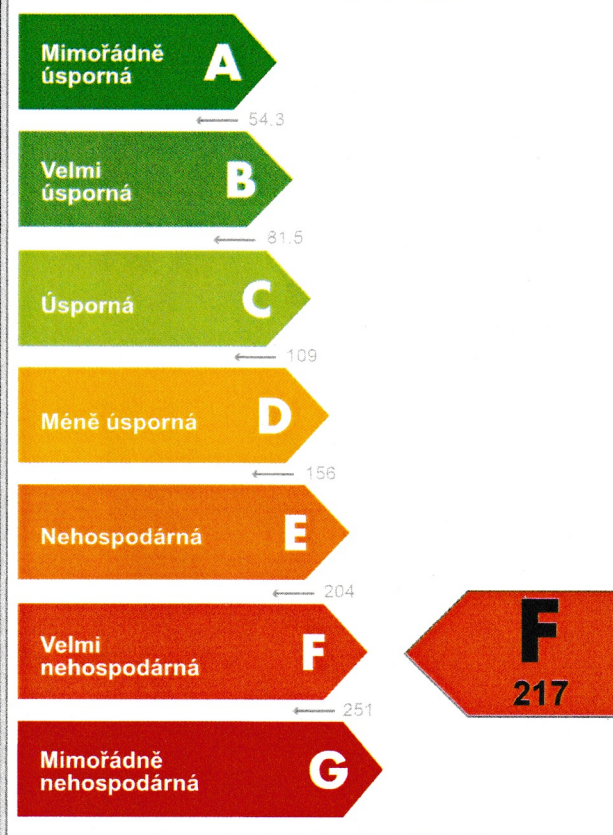 Mimořádně
úsporná
A
54.3
Velmi
úsporná
B
81.5
Úsporná
C
109
Méně úsporná
D
156
Nehospodárná
E
204
Velmi
nehospodárná
F
F
217
251
Mimořádně
nehospodárná
G